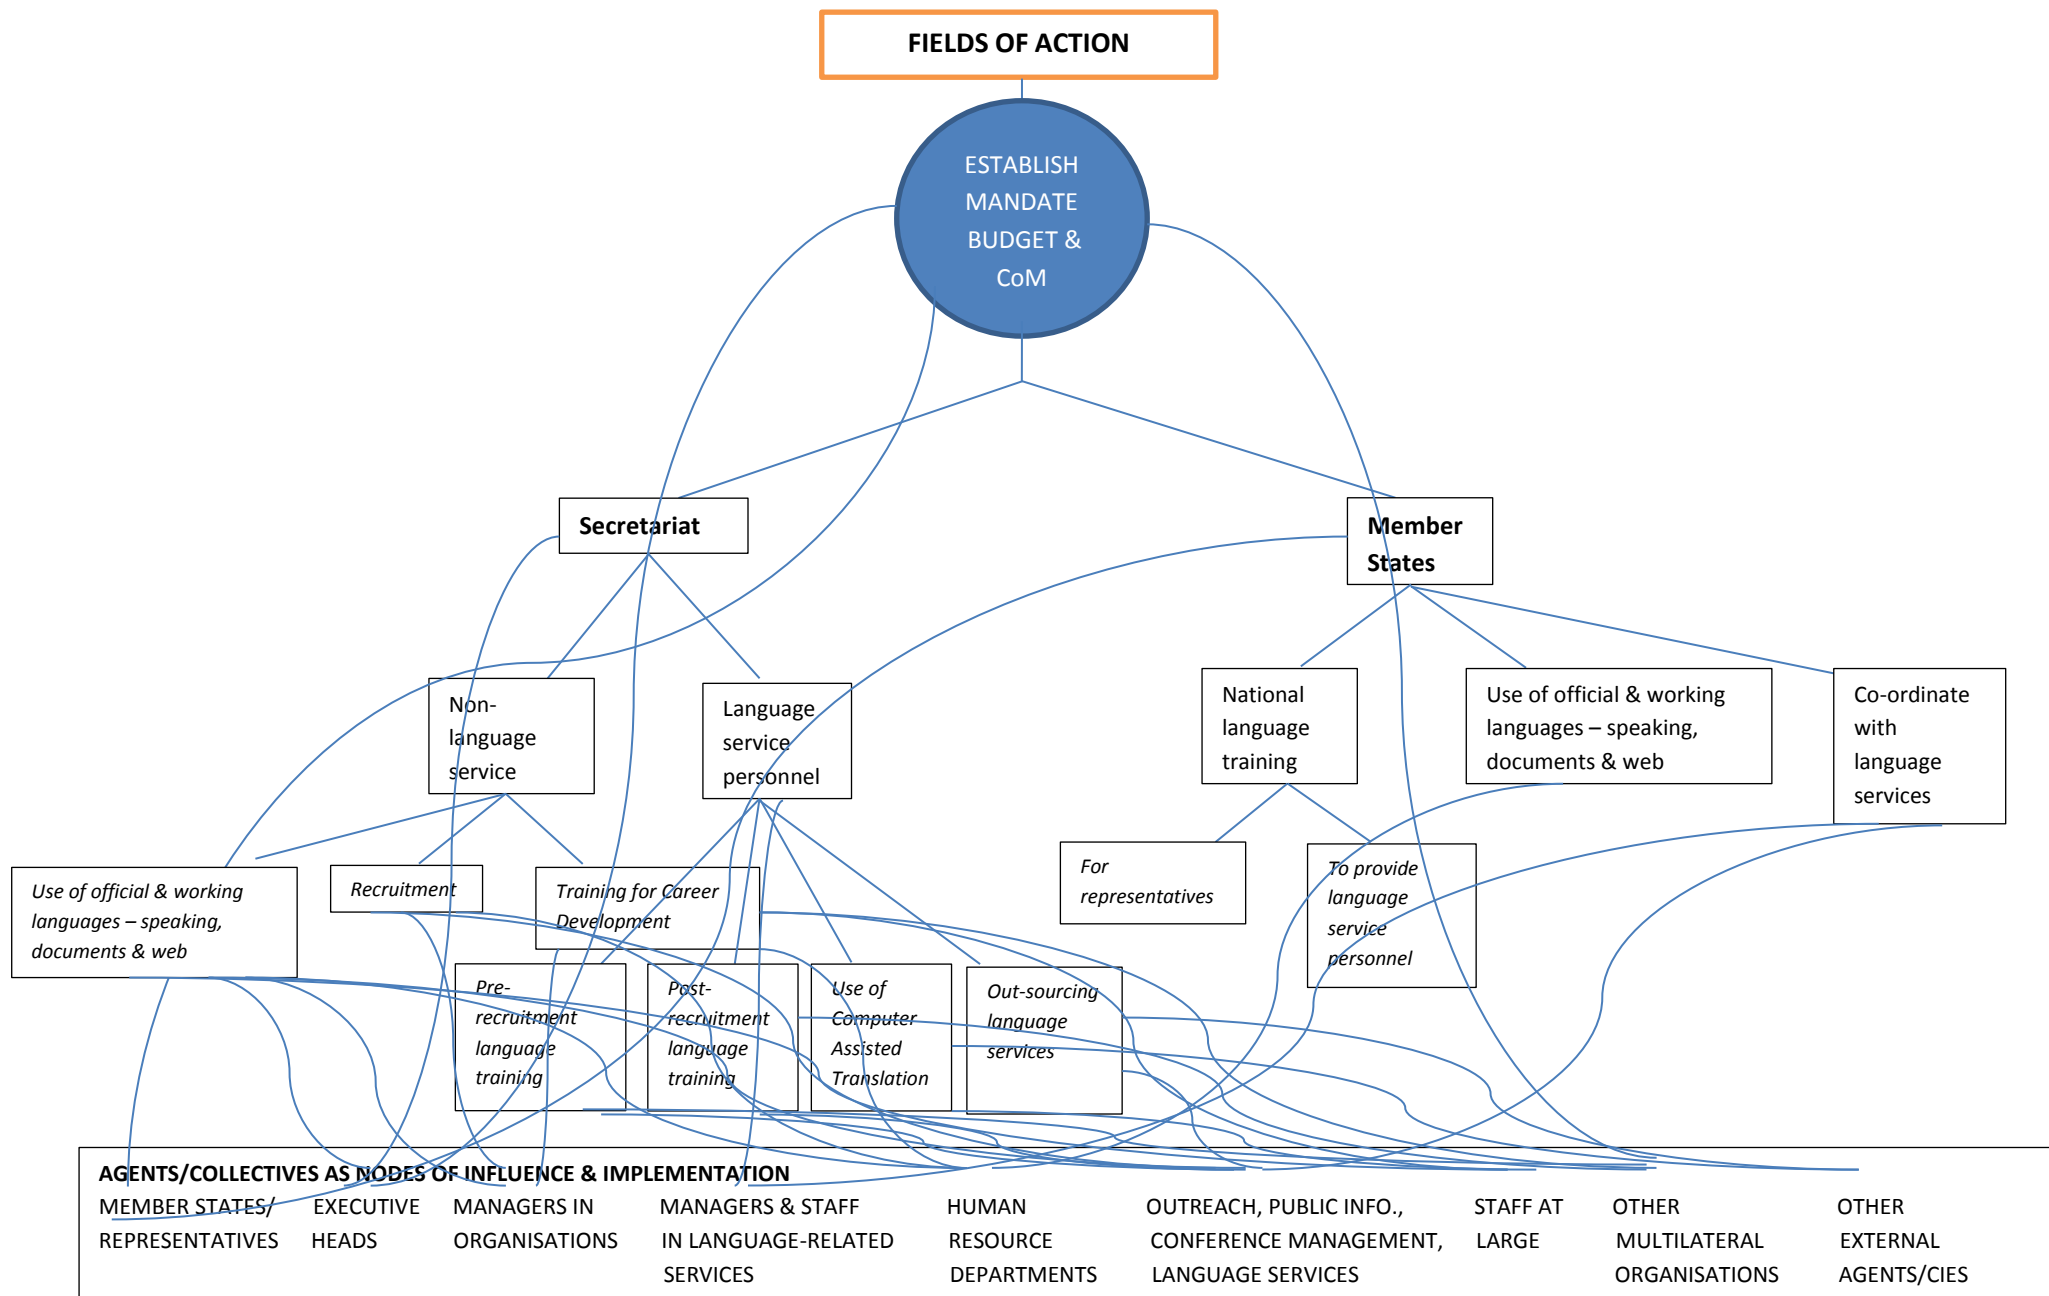 FIELDS OF ACTION
ESTABLISH
MANDATE
BUDGET &
CoM
Secretariat
Member
States
Non-
language
service
Language
service
personnel
National
language
training
Use of official & working
languages – speaking,
documents & web
Co-ordinate
with
language
services
Use of official & working
languages – speaking,
documents & web
Recruitment
Training for Career
Development
For
representatives
To provide
language
service
personnel
Pre-
recruitment
language
training
Post-
recruitment
language
training
Use of
Computer
Assisted
Translation
Out-sourcing
language
services
AGENTS/COLLECTIVES AS NODES OF INFLUENCE & IMPLEMENTATION
MEMBER STATES/
REPRESENTATIVES
EXECUTIVE
HEADS
MANAGERS IN
ORGANISATIONS
MANAGERS & STAFF
IN LANGUAGE-RELATED
SERVICES
HUMAN
RESOURCE
DEPARTMENTS
OUTREACH, PUBLIC INFO.,
CONFERENCE MANAGEMENT,
LANGUAGE SERVICES
STAFF AT
LARGE
OTHER
MULTILATERAL
ORGANISATIONS
OTHER
EXTERNAL
AGENTS/CIES